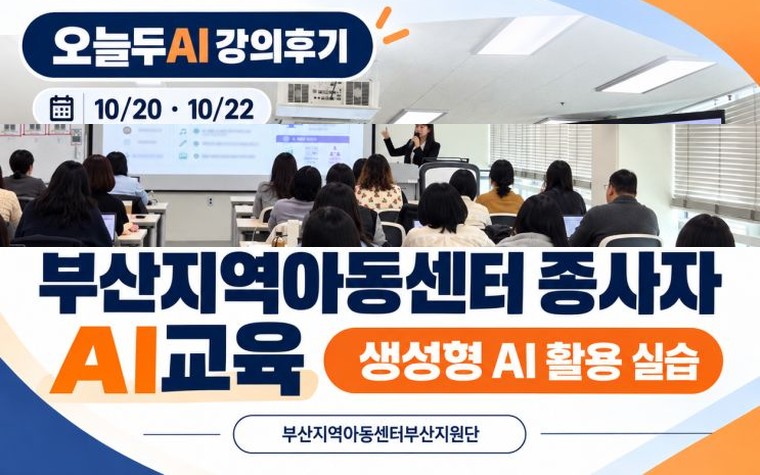 오늘두AI 강의후기
10/20 · 10/22
부산지역아동센터 종사자
AI교육 생성형 AI 활용 실습
부산지역아동센터부산지원단